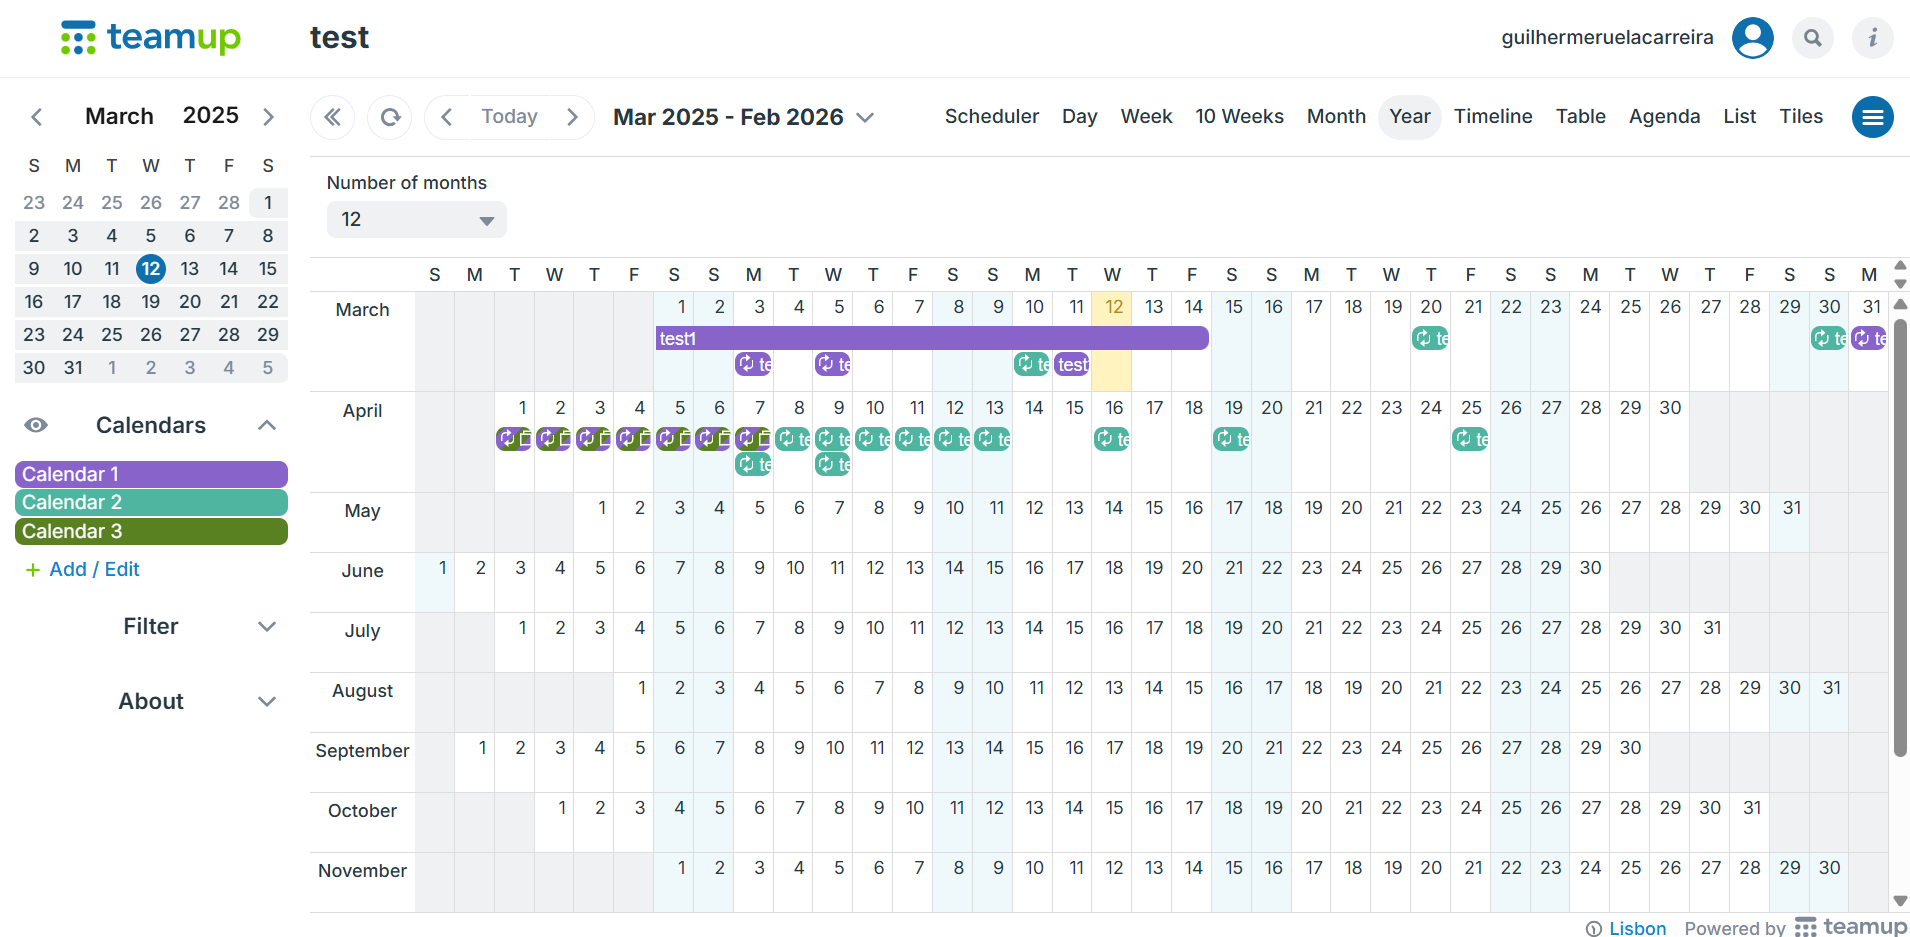 teamup
test
guilhermeruelacarreira
i
March 2025
S M T W T F S
23 24 25 26 27 28 1
2 3 4 5 6 7 8
9 10 11 12 13 14 15
16 17 18 19 20 21 22
23 24 25 26 27 28 29
30 31 1 2 3 4 5
Calendars
Calendar 1
Calendar 2
Calendar 3
+ Add / Edit
Filter
About
Today
Mar 2025 - Feb 2026
Scheduler Day Week 10 Weeks Month Year Timeline Table Agenda List Tiles
Number of months
12
S M T W T F S S M T W T F S S M T W T F S S M T W T F S S M T W T F S S M
March 1 2 3 4 5 6 7 8 9 10 11 12 13 14 15 16 17 18 19 20 21 22 23 24 25 26 27 28 29 30 31
test1 te te te
te te te test
April 1 2 3 4 5 6 7 8 9 10 11 12 13 14 15 16 17 18 19 20 21 22 23 24 25 26 27 28 29 30
te te te te te te te te te
te te
May 1 2 3 4 5 6 7 8 9 10 11 12 13 14 15 16 17 18 19 20 21 22 23 24 25 26 27 28 29 30 31
June 1 2 3 4 5 6 7 8 9 10 11 12 13 14 15 16 17 18 19 20 21 22 23 24 25 26 27 28 29 30
July 1 2 3 4 5 6 7 8 9 10 11 12 13 14 15 16 17 18 19 20 21 22 23 24 25 26 27 28 29 30 31
August 1 2 3 4 5 6 7 8 9 10 11 12 13 14 15 16 17 18 19 20 21 22 23 24 25 26 27 28 29 30 31
September 1 2 3 4 5 6 7 8 9 10 11 12 13 14 15 16 17 18 19 20 21 22 23 24 25 26 27 28 29 30
October 1 2 3 4 5 6 7 8 9 10 11 12 13 14 15 16 17 18 19 20 21 22 23 24 25 26 27 28 29 30 31
November 1 2 3 4 5 6 7 8 9 10 11 12 13 14 15 16 17 18 19 20 21 22 23 24 25 26 27 28 29 30
Lisbon Powered by teamup